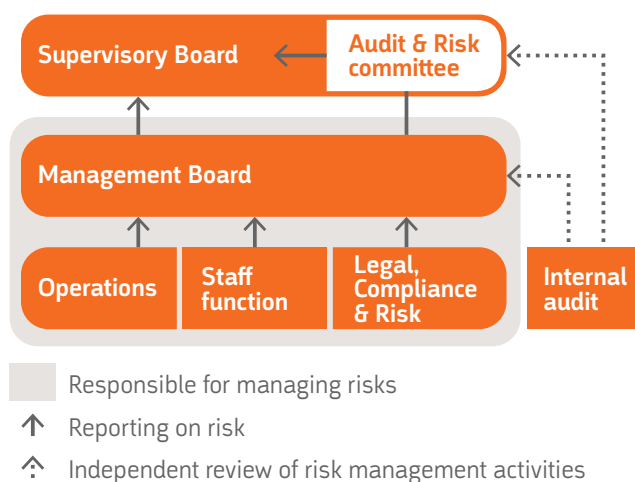 Supervisory Board
Audit & Risk
committee
Management Board
Operations
Staff
function
Legal,
Compliance
& Risk
Internal
audit
Responsible for managing risks
Reporting on risk
Independent review of risk management activities